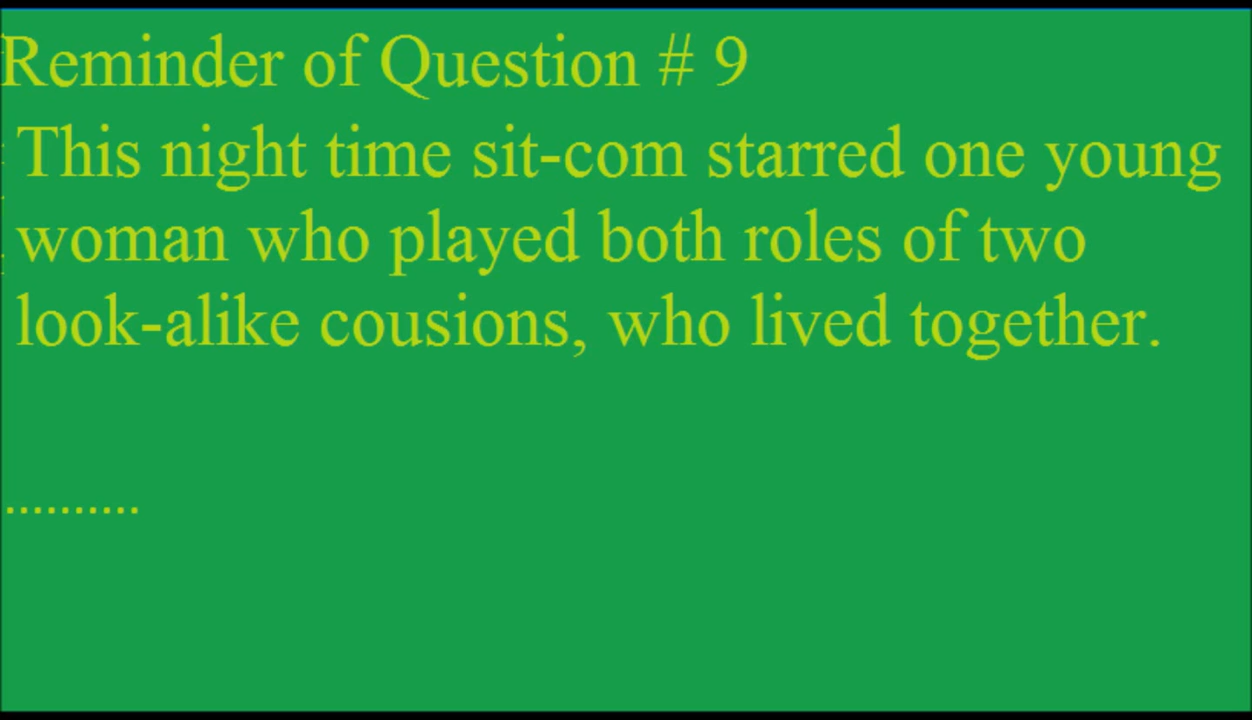 Reminder of Question # 9
This night time sit-com starred one young
woman who played both roles of two
look-alike cousions, who lived together.
..........